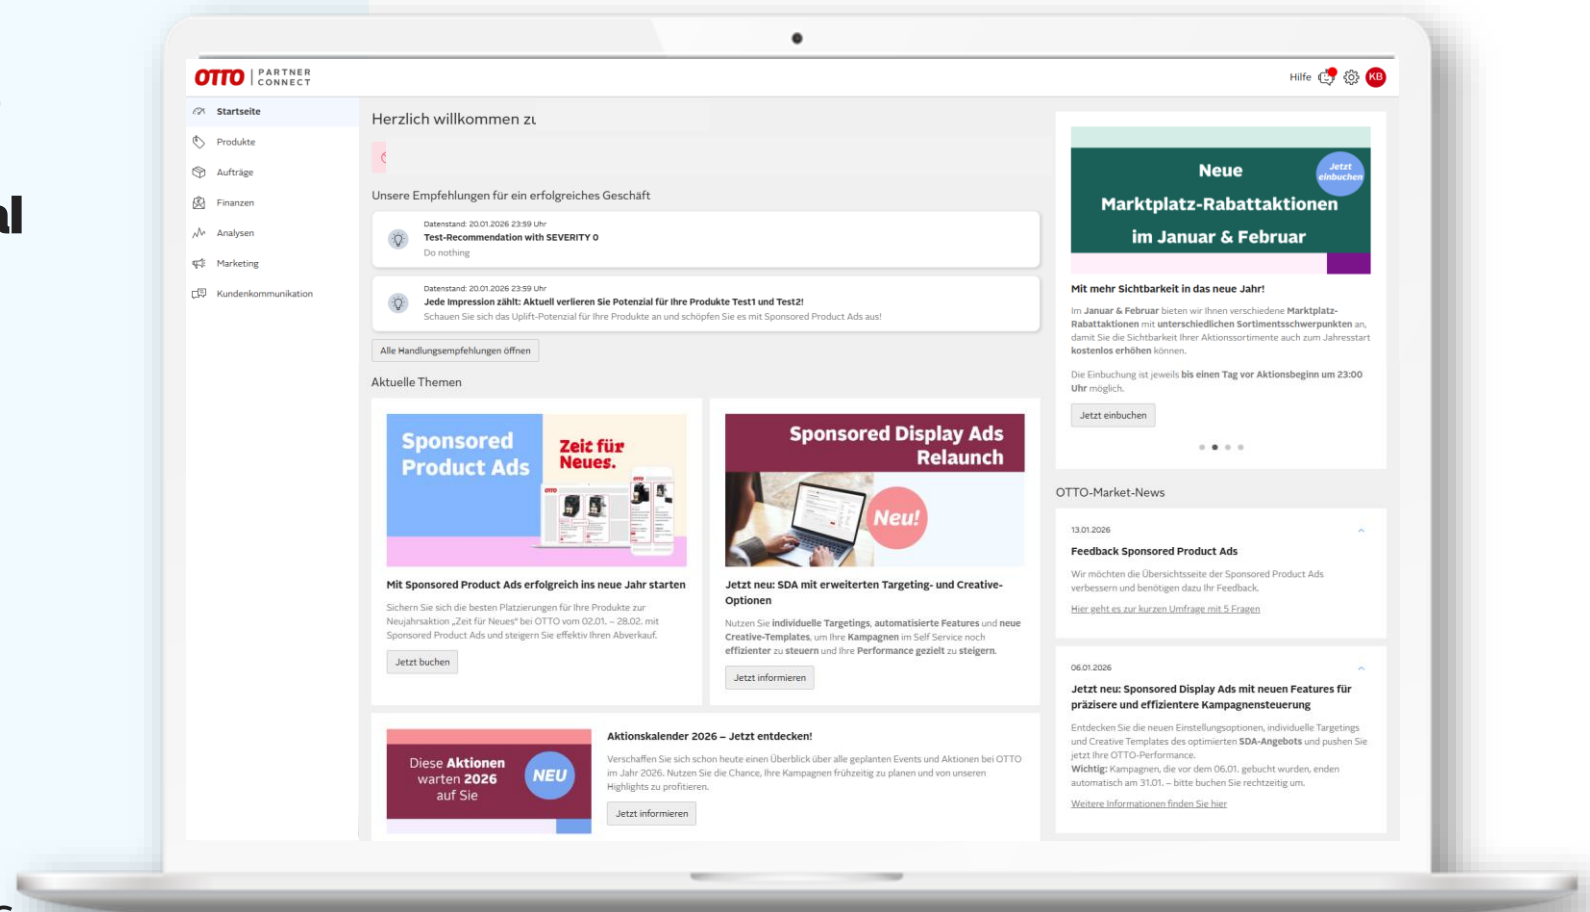 al
OTTO | PARTNER CONNECT
Hilfe
KB
Startseite
Produkte
Aufträge
Finanzen
Analysen
Marketing
Kundenkommunikation
Herzlich willkommen zu
Unsere Empfehlungen für ein erfolgreiches Geschäft
Datenstand: 20.01.2026 23:59 Uhr
Test-Recommendation with SEVERITY 0
Do nothing
Datenstand: 20.01.2026 23:59 Uhr
Jede Impression zählt: Aktuell verlieren Sie Potenzial für Ihre Produkte Test1 und Test2!
Schauen Sie sich das Uplift-Potenzial für Ihre Produkte an und schöpfen Sie es mit Sponsored Product Ads aus!
Alle Handlungsempfehlungen öffnen
Aktuelle Themen
Sponsored
Product Ads
Zeit für
Neues.
Mit Sponsored Product Ads erfolgreich ins neue Jahr starten
Sichern Sie sich die besten Platzierungen für Ihre Produkte zur
Neujahrsaktion „Zeit für Neues“ bei OTTO vom 02.01. – 28.02. mit
Sponsored Product Ads und steigern Sie effektiv Ihren Abverkauf.
Jetzt buchen
Sponsored Display Ads
Relaunch
Neu!
Jetzt neu: SDA mit erweiterten Targeting- und Creative-
Optionen
Nutzen Sie individuelle Targetings, automatisierte Features und neue
Creative-Templates, um Ihre Kampagnen im Self Service noch
effizienter zu steuern und Ihre Performance gezielt zu steigern.
Jetzt informieren
Diese Aktionen
warten 2026
auf Sie
NEU
Aktionskalender 2026 – Jetzt entdecken!
Verschaffen Sie sich schon heute einen Überblick über alle geplanten Events und Aktionen bei OTTO
im Jahr 2026. Nutzen Sie die Chance, Ihre Kampagnen frühzeitig zu planen und von unseren
Highlights zu profitieren.
Jetzt informieren
Neue
Marktplatz-Rabattaktionen
im Januar & Februar
Jetzt
einbuchen
Mit mehr Sichtbarkeit in das neue Jahr!
Im Januar & Februar bieten wir Ihnen verschiedene Marktplatz-
Rabattaktionen mit unterschiedlichen Sortimentsschwerpunkten an,
damit Sie die Sichtbarkeit Ihrer Aktionssortimente auch zum Jahresstart
kostenlos erhöhen können.
Die Einbuchung ist jeweils bis einen Tag vor Aktionsbeginn um 23:00
Uhr möglich.
Jetzt einbuchen
OTTO-Market-News
13.01.2026
Feedback Sponsored Product Ads
Wir möchten die Übersichtsseite der Sponsored Product Ads
verbessern und benötigen dazu Ihr Feedback.
Hier geht es zur kurzen Umfrage mit 5 Fragen
06.01.2026
Jetzt neu: Sponsored Display Ads mit neuen Features für
präzisere und effizientere Kampagnensteuerung
Entdecken Sie die neuen Einstellungsoptionen, individuelle Targetings
und Creative Templates des optimierten SDA-Angebots und pushen Sie
jetzt Ihre OTTO-Performance.
Wichtig: Kampagnen, die vor dem 06.01. gebucht wurden, enden
automatisch am 31.01. – bitte buchen Sie rechtzeitig um.
Weitere Informationen finden Sie hier